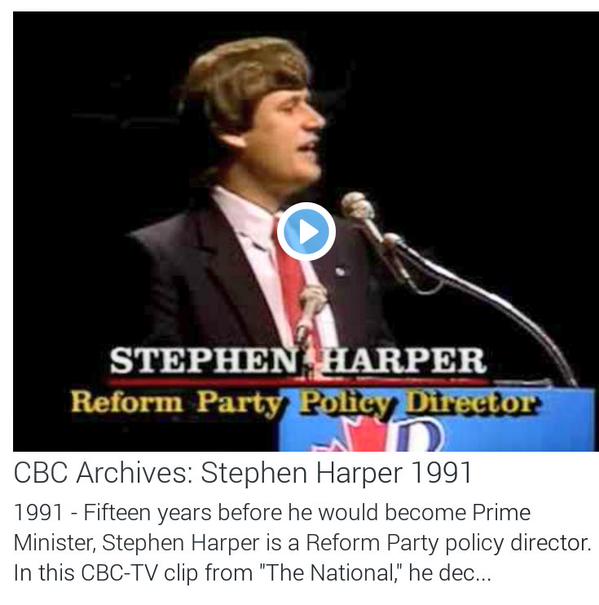 STEPHEN HARPER
Reform Party Policy Director
CBC Archives: Stephen Harper 1991
1991 - Fifteen years before he would become Prime
Minister, Stephen Harper is a Reform Party policy director.
In this CBC-TV clip from "The National," he dec...